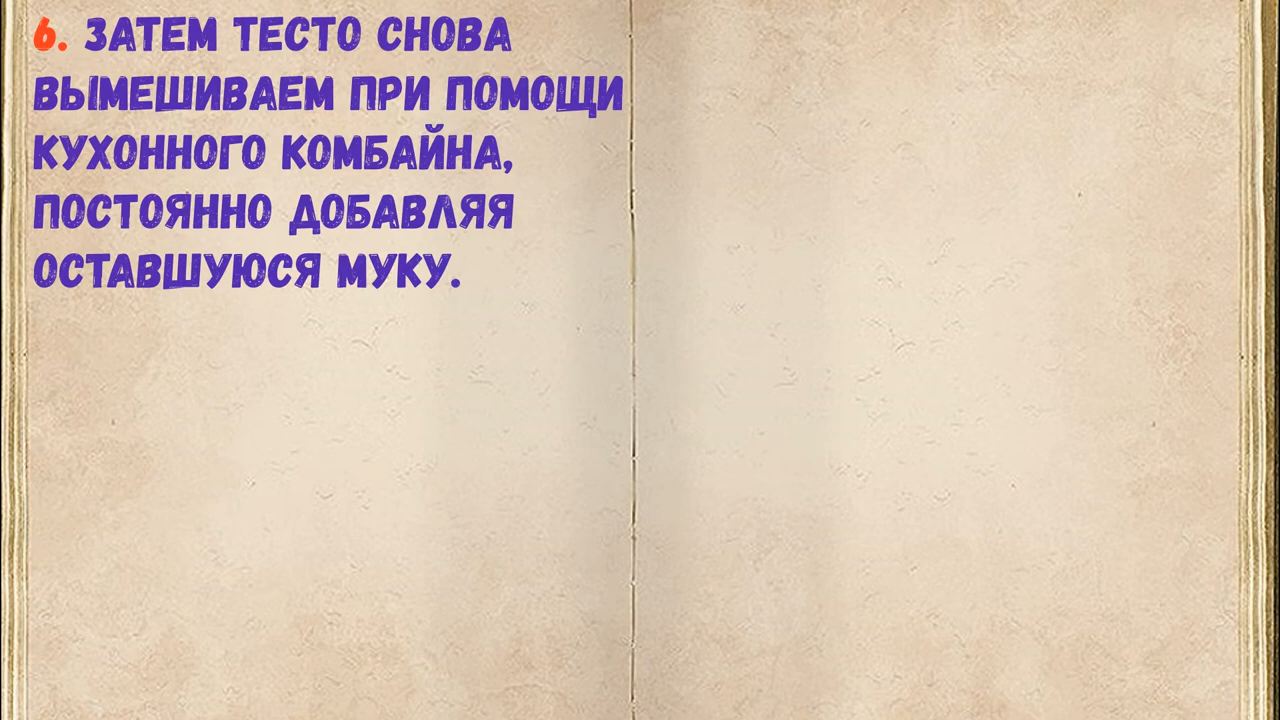 6. ЗАТЕМ ТЕСТО СНОВА
ВЫМЕШИВАЕМ ПРИ ПОМОЩИ
КУХОННОГО КОМБАЙНА,
ПОСТОЯННО ДОБАВЛЯЯ
ОСТАВШУЮСЯ МУКУ.